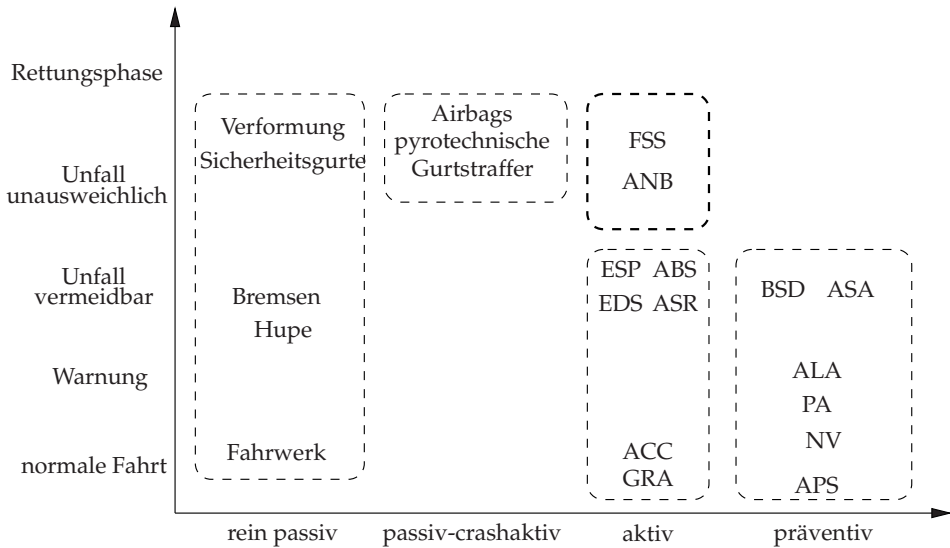 Rettungsphase
Unfall
unausweichlich
Unfall
vermeidbar
Warnung
normale Fahrt
Verformung
Sicherheitsgurte
Bremsen
Hupe
Fahrwerk
Airbags
pyrotechnische
Gurtstraffer
FSS
ANB
ESP ABS
EDS ASR
ACC
GRA
BSD ASA
ALA
PA
NV
APS
rein passiv
passiv-crashaktiv
aktiv
präventiv